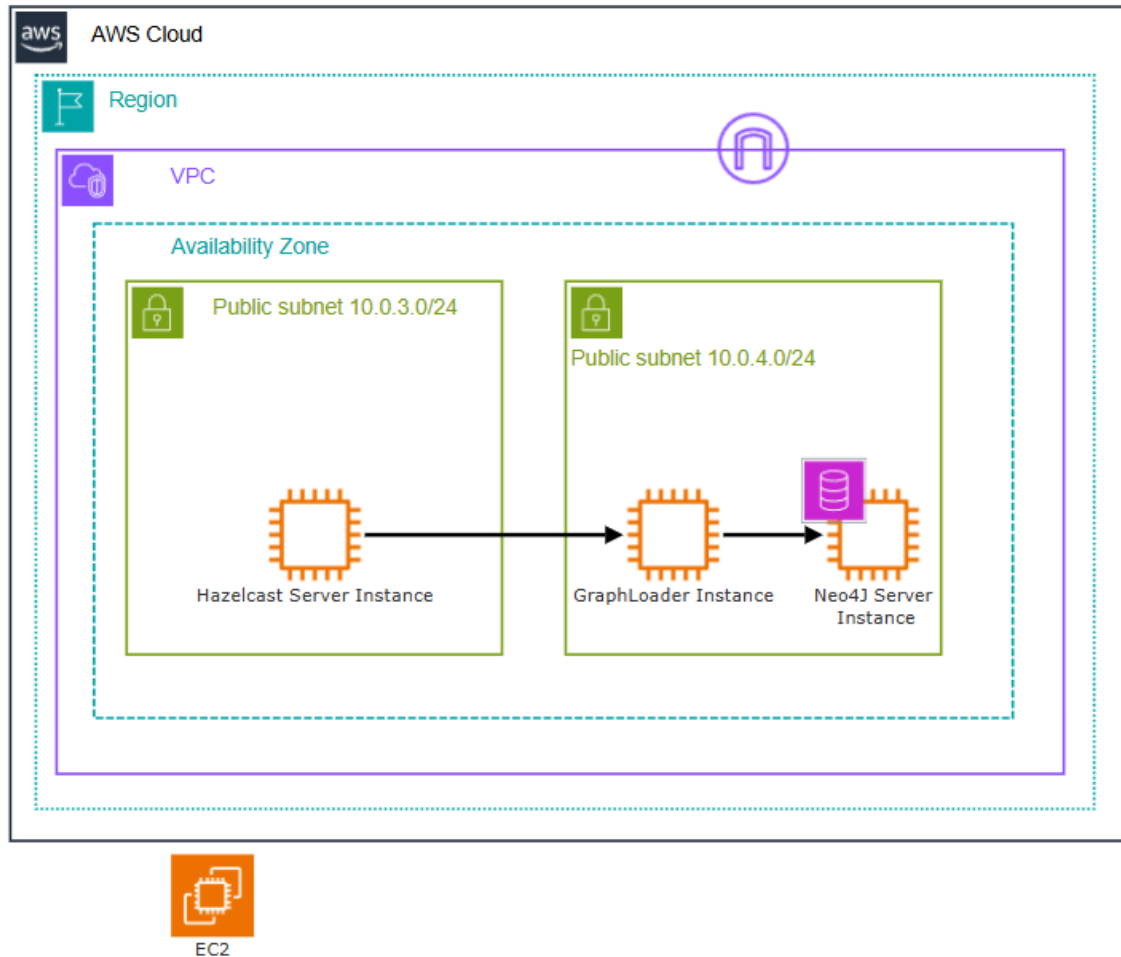 aws
AWS Cloud
Region
VPC
Availability Zone
Public subnet 10.0.3.0/24
Public subnet 10.0.4.0/24
Hazelcast Server Instance
GraphLoader Instance
Neo4J Server
Instance
EC2